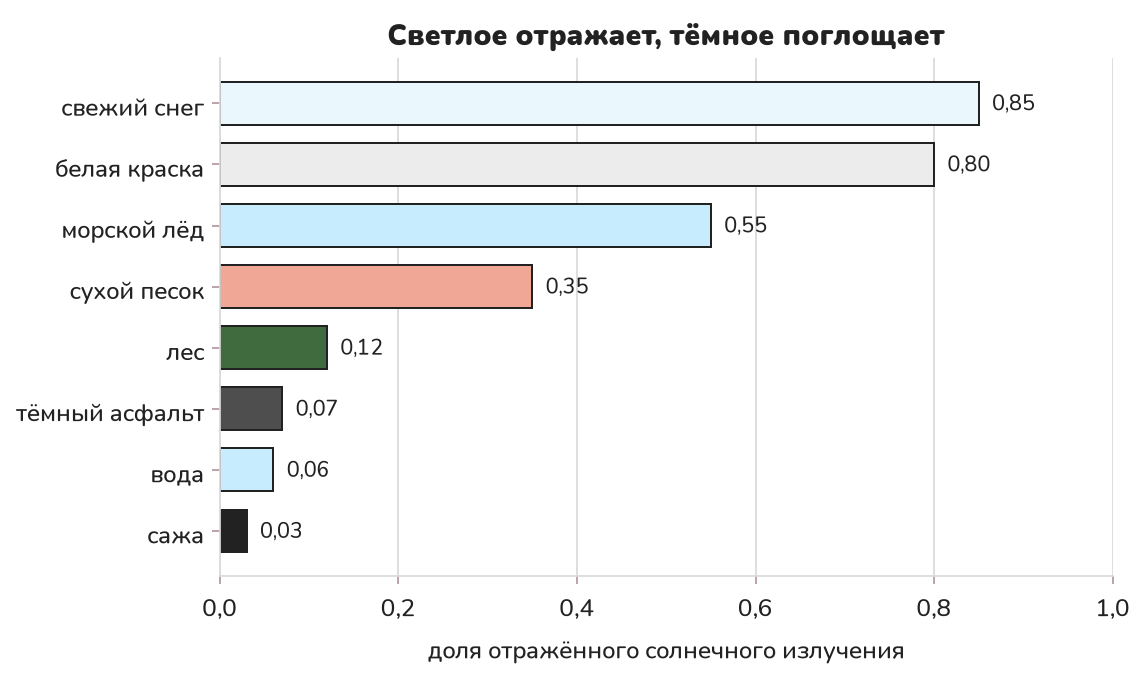 Светлое отражает, тёмное поглощает
свежий снег 0,85
белая краска 0,80
морской лёд 0,55
сухой песок 0,35
лес 0,12
тёмный асфальт 0,07
вода 0,06
сажа 0,03
0,0 0,2 0,4 0,6 0,8 1,0
доля отражённого солнечного излучения